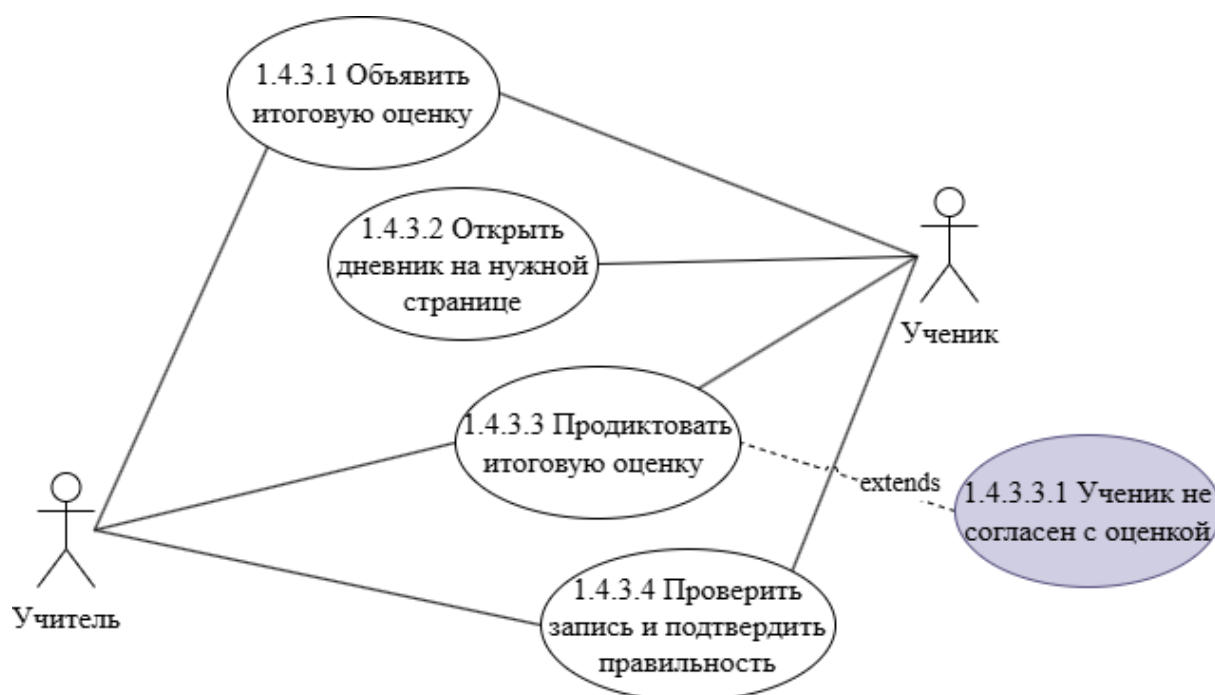 1.4.3.1 Объявить
итоговую оценку
1.4.3.2 Открыть
дневник на нужной
странице
Ученик
1.4.3.3 Продиктовать
итоговую оценку
extends
1.4.3.3.1 Ученик не
согласен с оценкой
Учитель
1.4.3.4 Проверить
запись и подтвердить
правильность